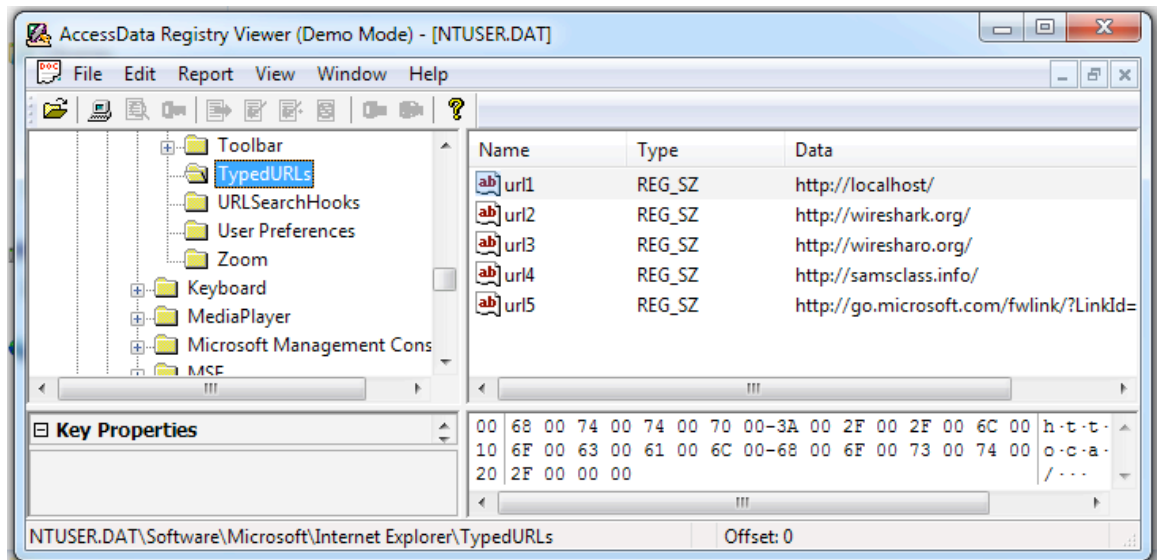 AccessData Registry Viewer (Demo Mode) - [NTUSER.DAT]
File Edit Report View Window Help
Toolbar
TypedURLs
URLSearchHooks
User Preferences
Zoom
Keyboard
MediaPlayer
Microsoft Management Cons
MSF
Name Type Data
url1 REG_SZ http://localhost/
url2 REG_SZ http://wireshark.org/
url3 REG_SZ http://wiresharo.org/
url4 REG_SZ http://samsclass.info/
url5 REG_SZ http://go.microsoft.com/fwlink/?LinkId=
Key Properties
00 68 00 74 00 74 00 70 00-3A 00 2F 00 2F 00 6C 00 h·t·t·
10 6F 00 63 00 61 00 6C 00-68 00 6F 00 73 00 74 00 o·c·a·
20 2F 00 00 00 /···
NTUSER.DAT\Software\Microsoft\Internet Explorer\TypedURLs Offset: 0